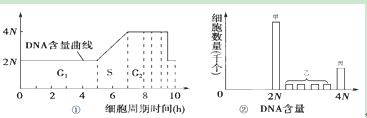 4N
DNA含量曲线
2N
G₁
S
G₂
0 2 4 6 8 10
① 细胞周期时间(h)
细胞数量(千个)
甲
乙
丙
0 2N 4N
② DNA含量